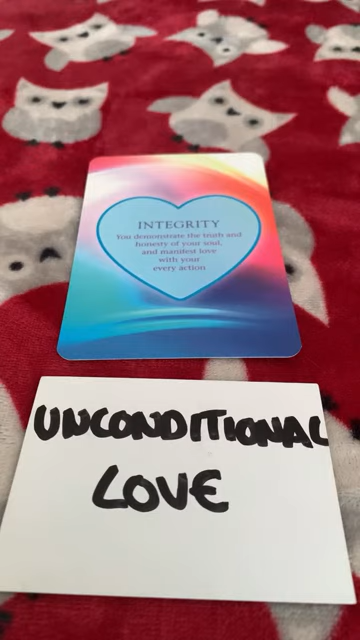 INTEGRITY
You demonstrate the truth and
honesty of your soul,
and manifest love
with your
every action
UNCONDITIONAL
LOVE